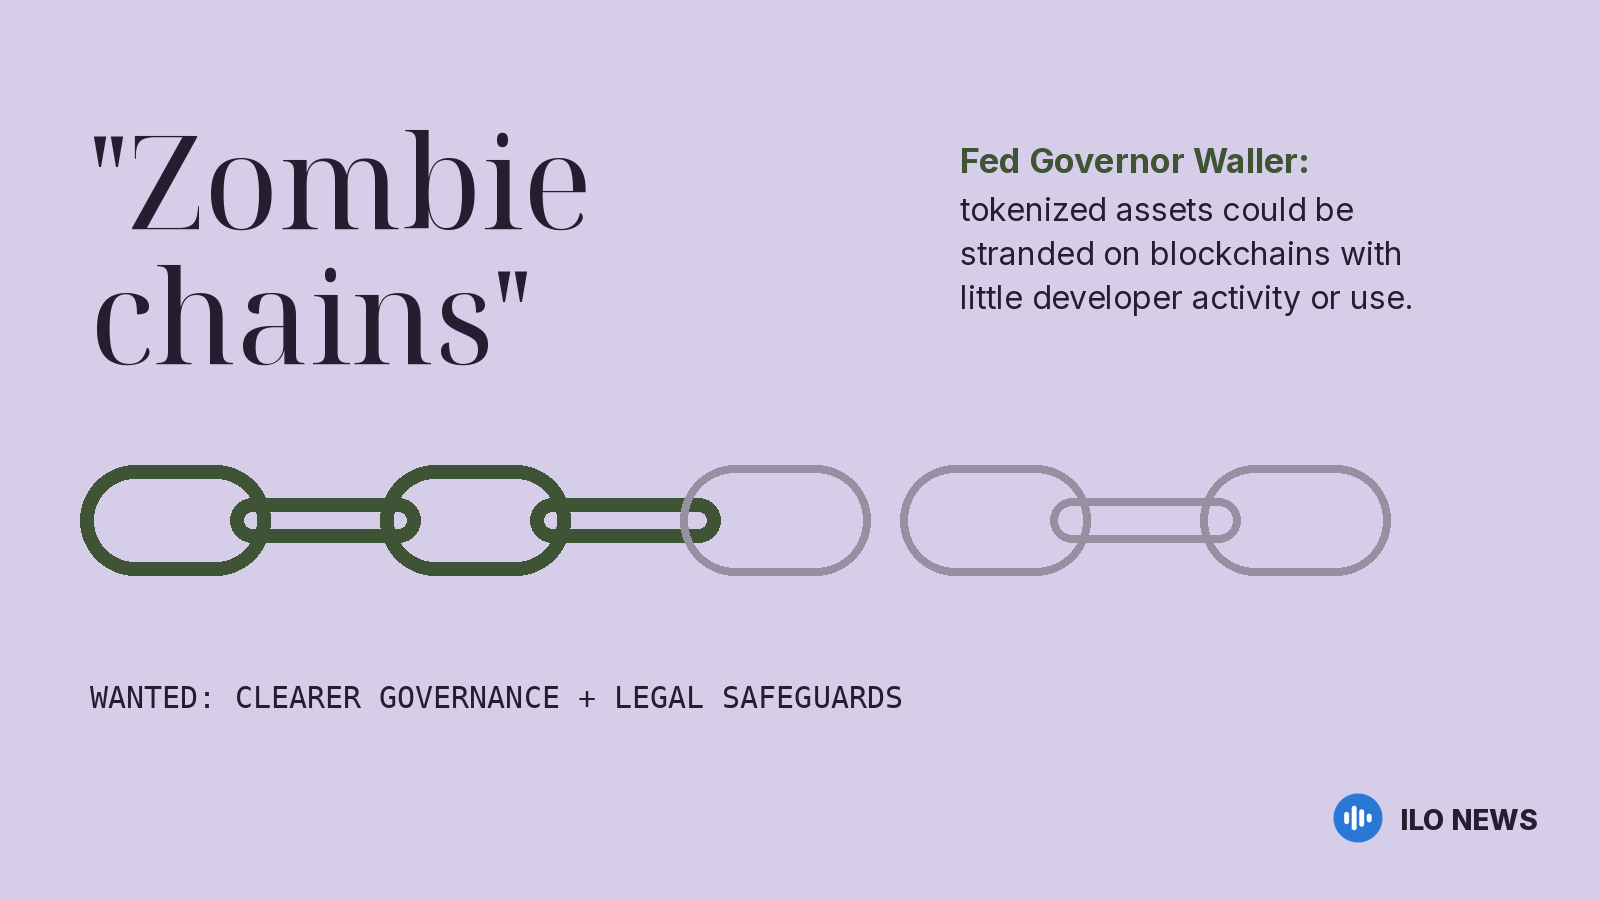 "Zombie
chains"
Fed Governor Waller:
tokenized assets could be
stranded on blockchains with
little developer activity or use.
WANTED: CLEARER GOVERNANCE + LEGAL SAFEGUARDS
ILO NEWS